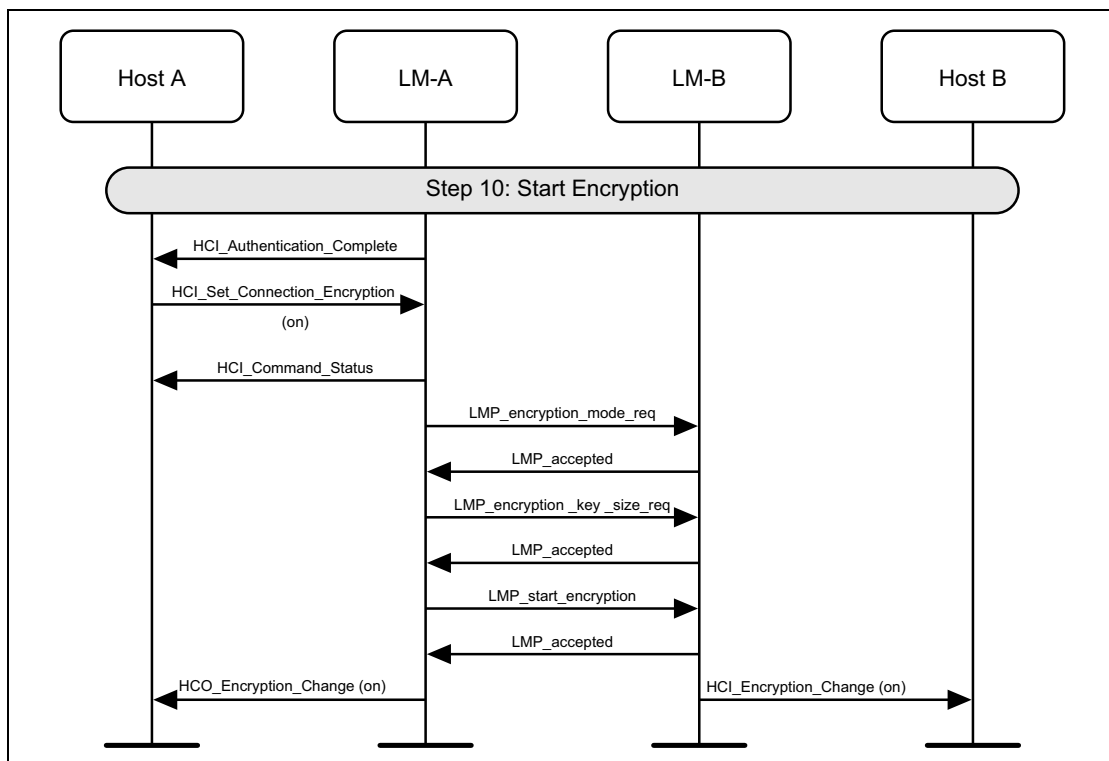 Host A
LM-A
LM-B
Host B
Step 10: Start Encryption
HCI_Authentication_Complete
HCI_Set_Connection_Encryption
(on)
HCI_Command_Status
LMP_encryption_mode_req
LMP_accepted
LMP_encryption _key _size_req
LMP_accepted
LMP_start_encryption
LMP_accepted
HCO_Encryption_Change (on)
HCI_Encryption_Change (on)